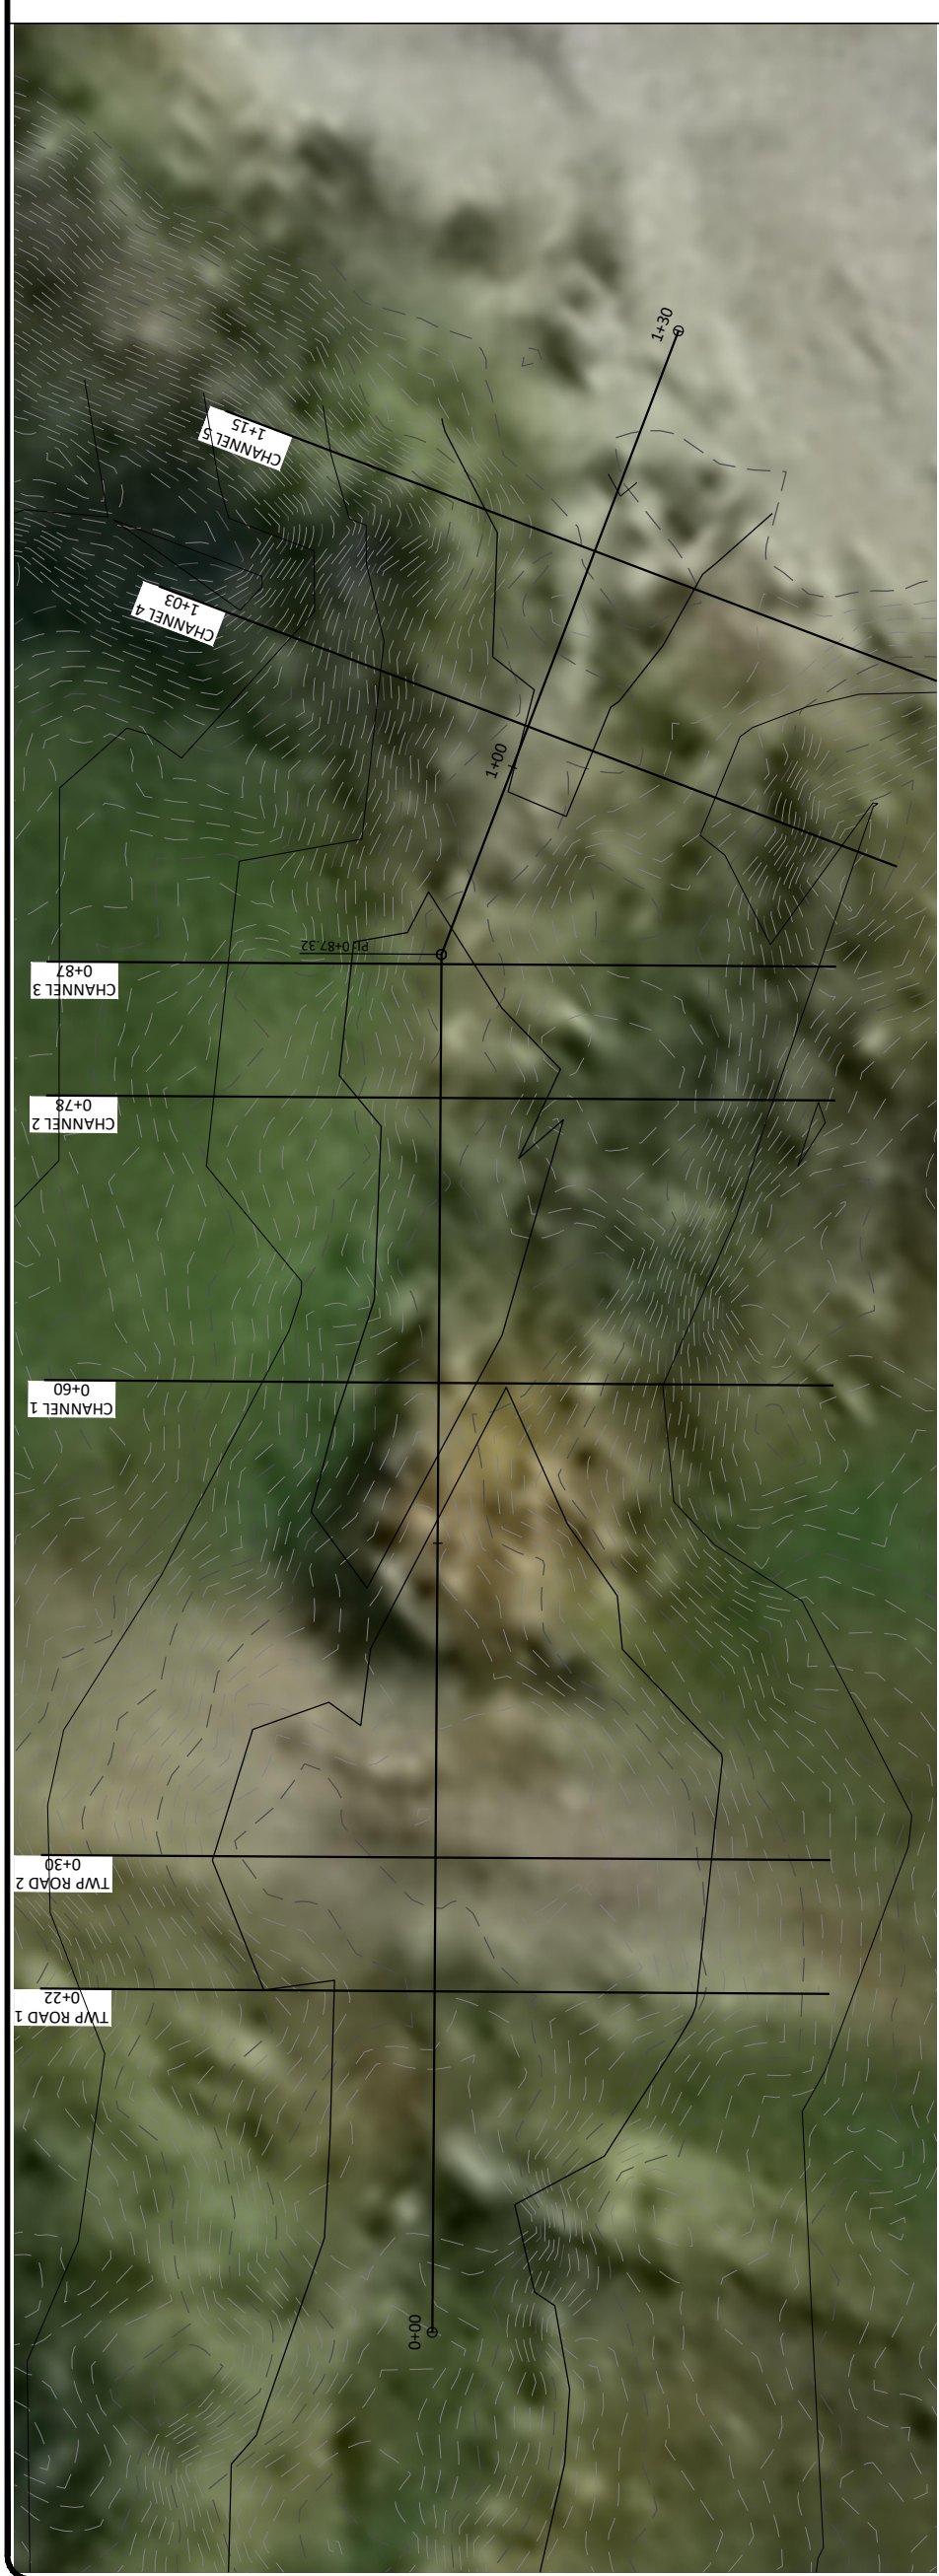 1+30
CHANNEL 5
1+15
CHANNEL 4
1+03
1+00
PI: 0+87.32
CHANNEL 3
0+87
CHANNEL 2
0+78
CHANNEL 1
0+60
TWP ROAD 2
0+30
TWP ROAD 1
0+22
0+00